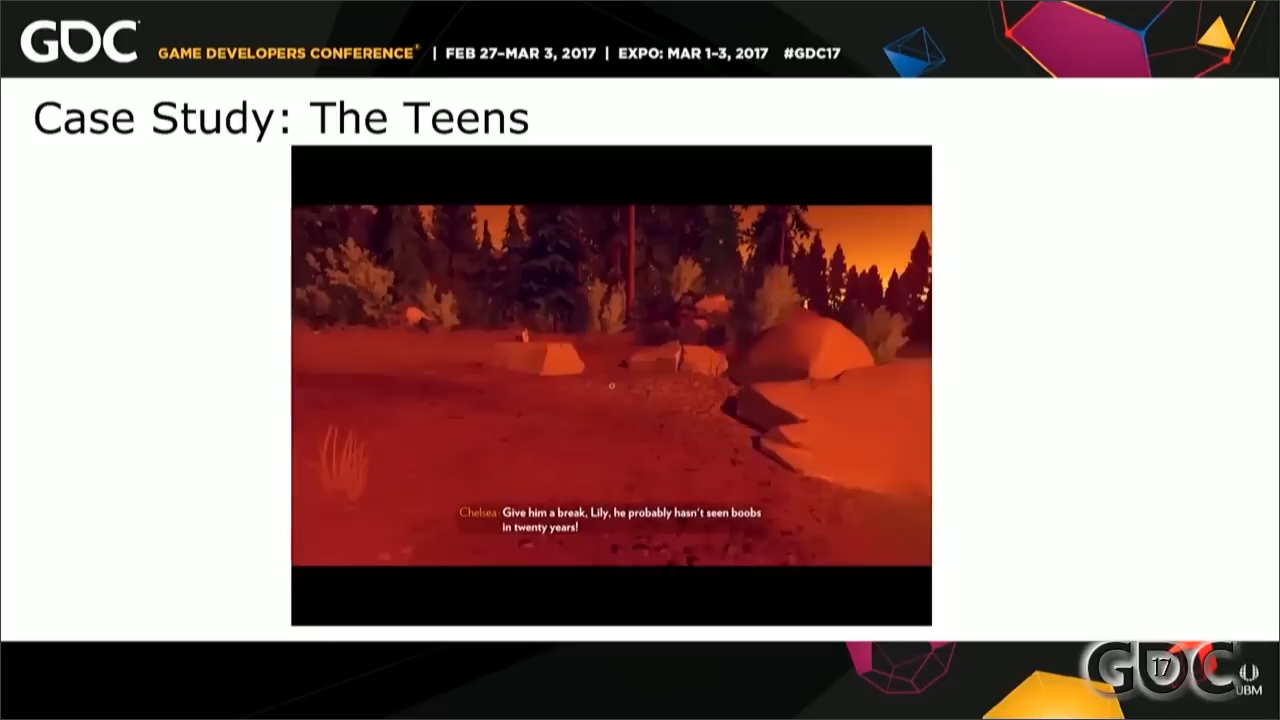 GDC GAME DEVELOPERS CONFERENCE® | FEB 27–MAR 3, 2017 | EXPO: MAR 1–3, 2017 #GDC17
Case Study: The Teens
Chelsea: Give him a break, Lily, he probably hasn't seen boobs
in twenty years!
GDC 17
UBM